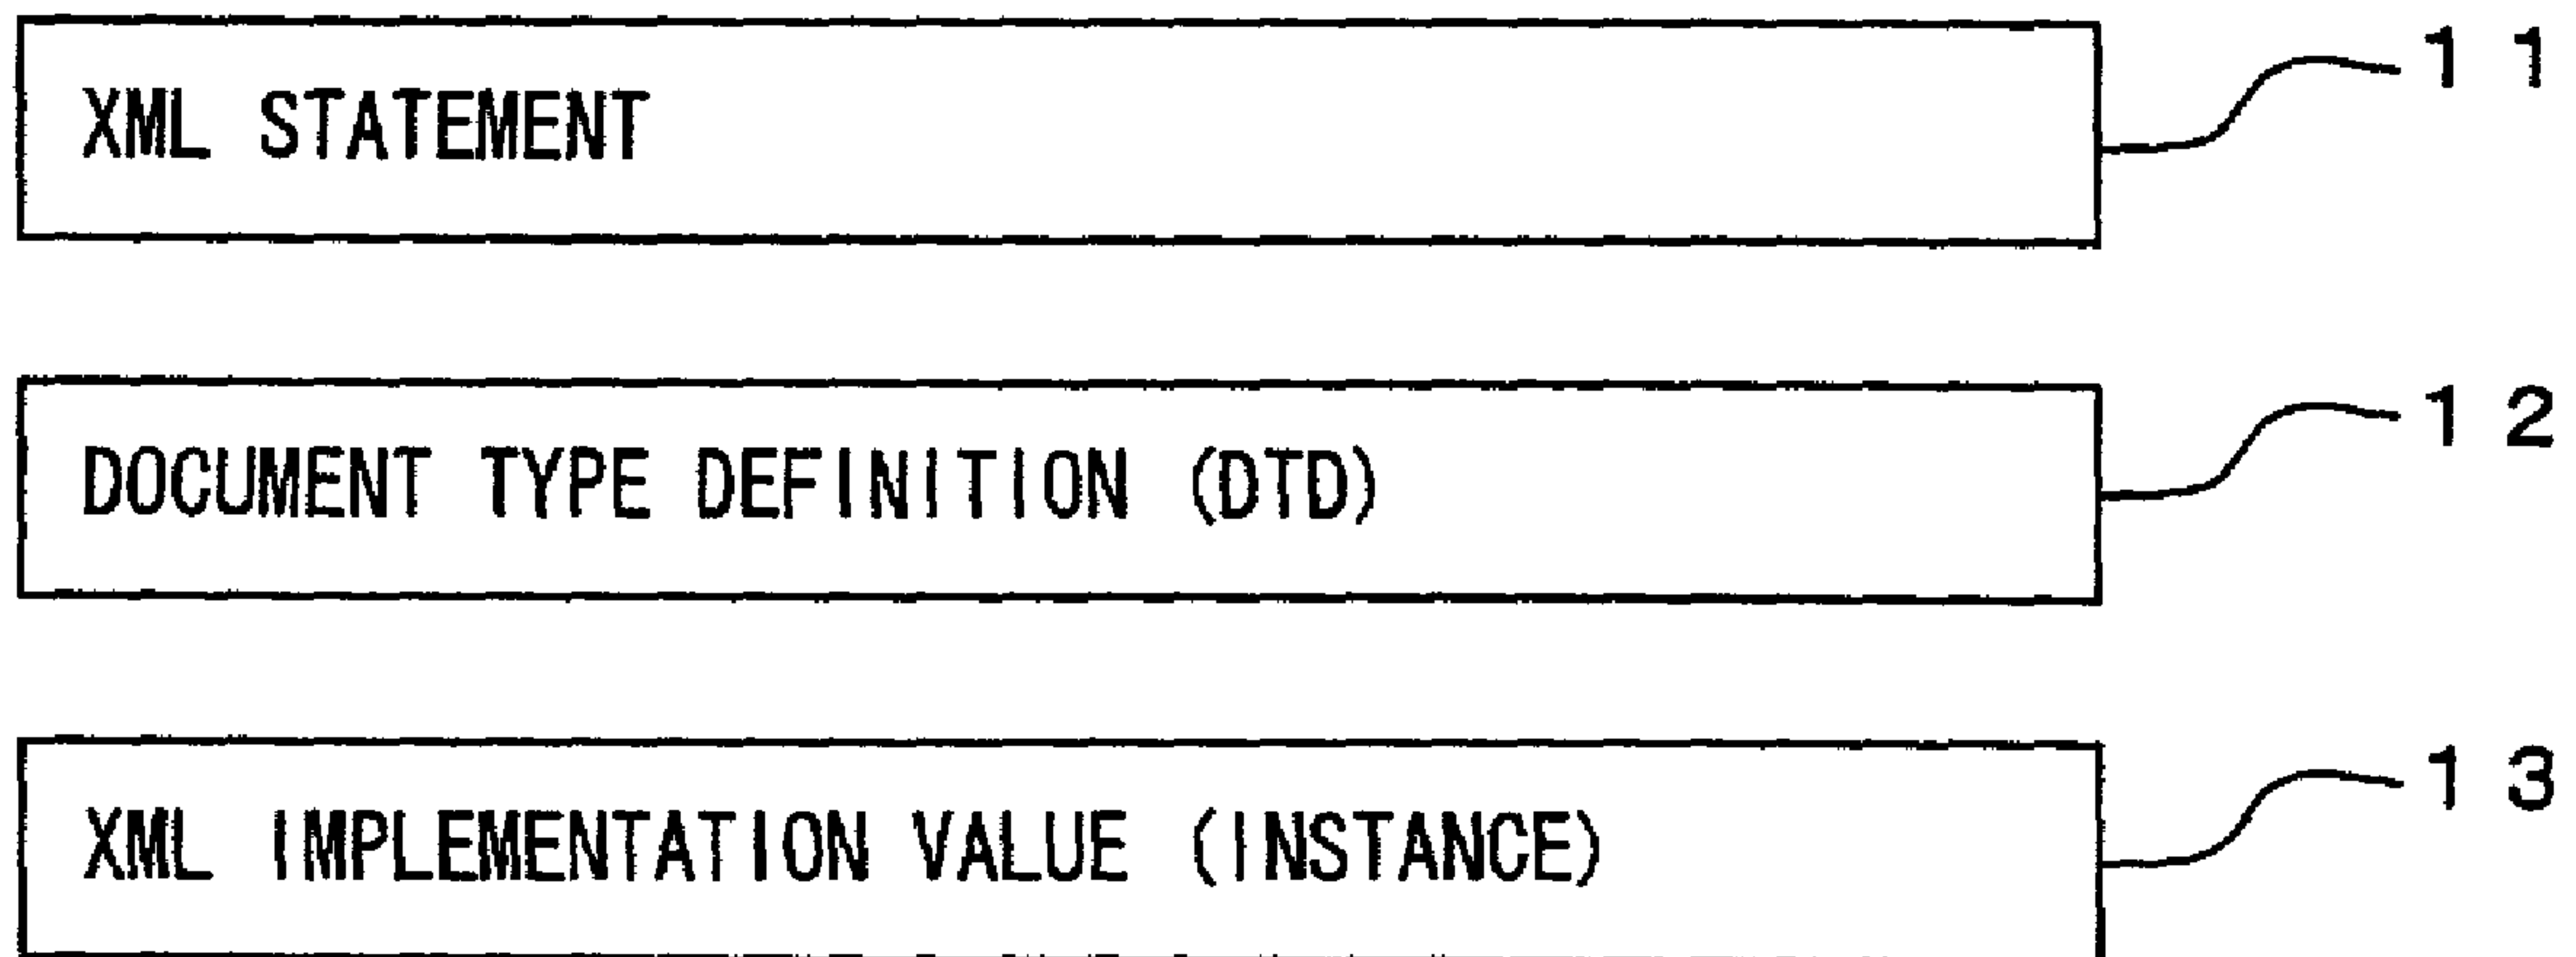 XML STATEMENT 11
DOCUMENT TYPE DEFINITION (DTD) 12
XML IMPLEMENTATION VALUE (INSTANCE) 13